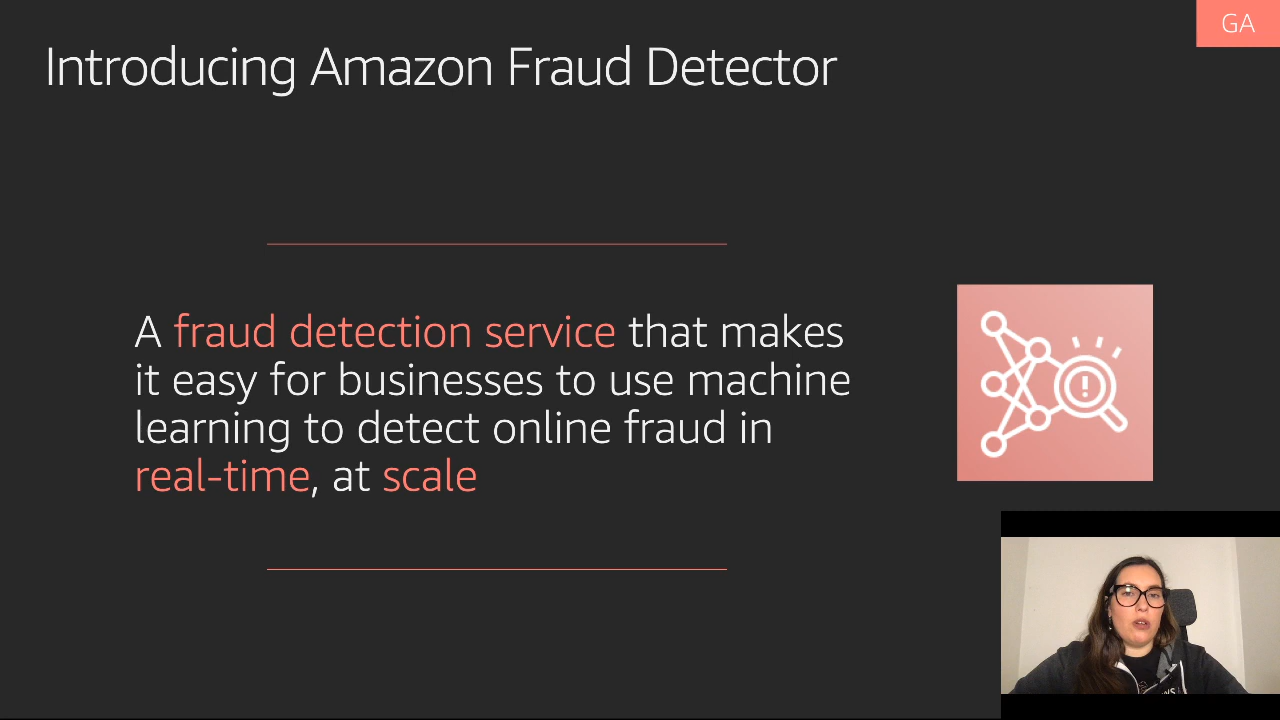 GA
Introducing Amazon Fraud Detector
A fraud detection service that makes
it easy for businesses to use machine
learning to detect online fraud in
real-time, at scale